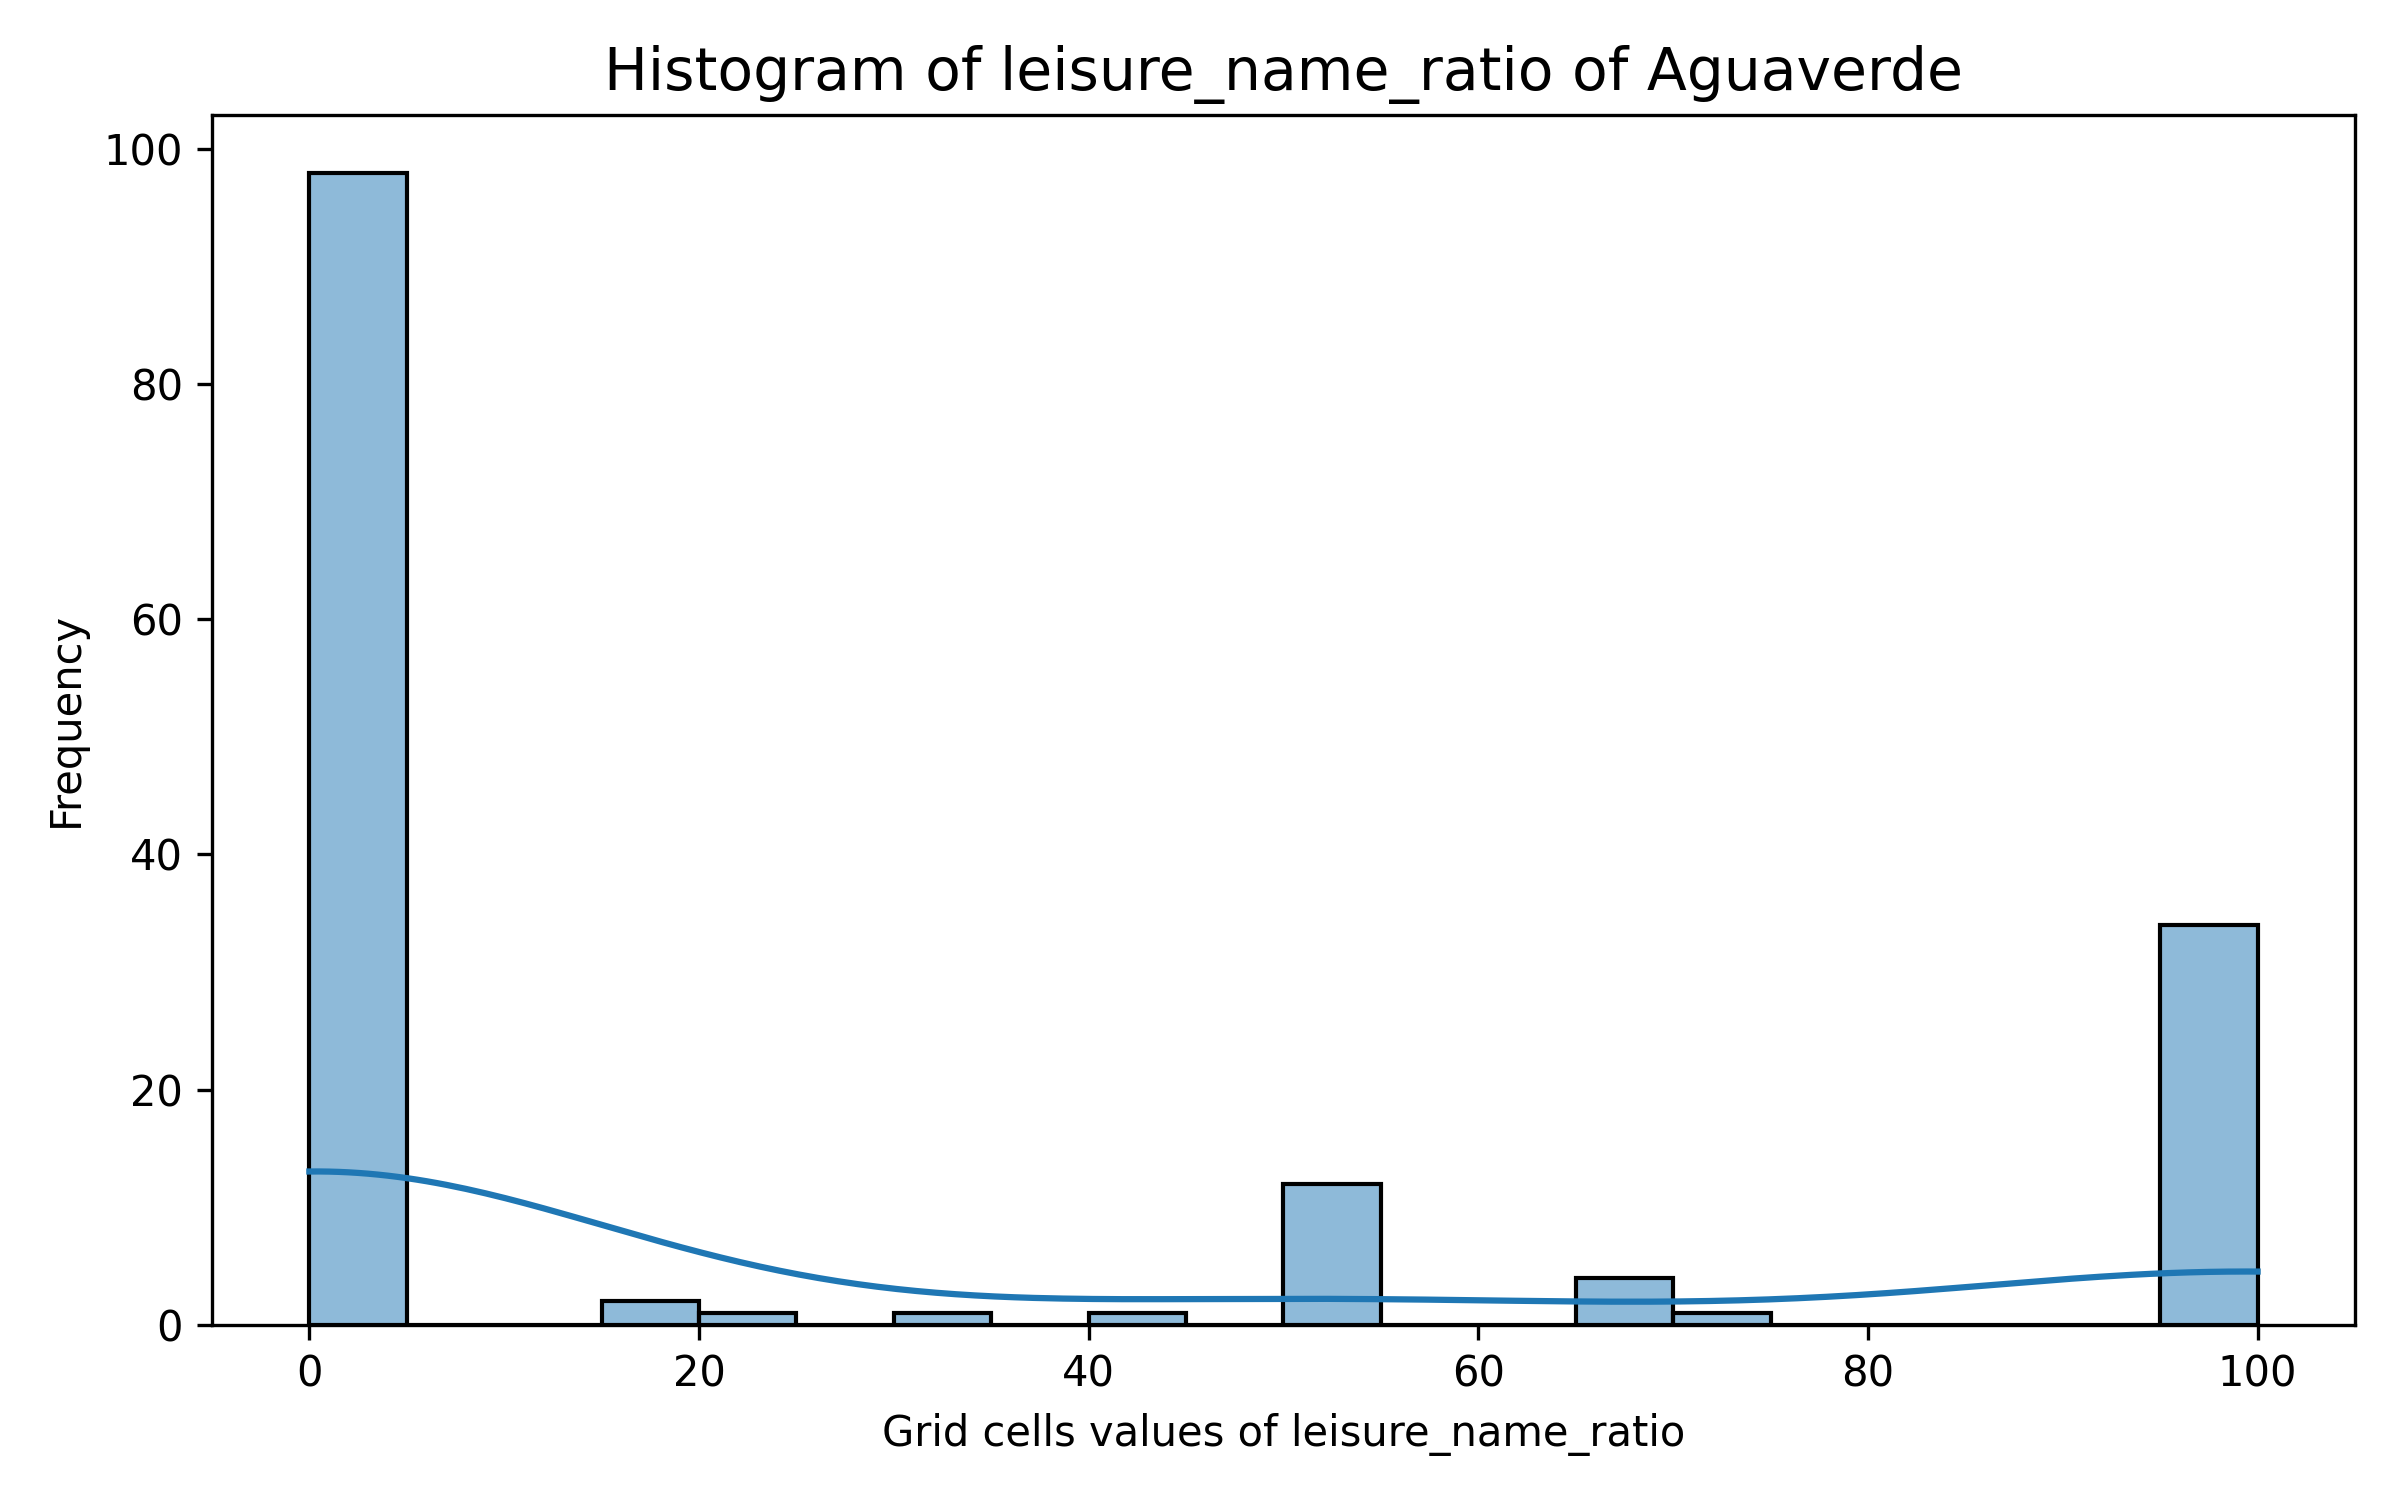 Histogram of leisure_name_ratio of Aguaverde
100
80
60
40
20
0
Frequency
0 20 40 60 80 100
Grid cells values of leisure_name_ratio